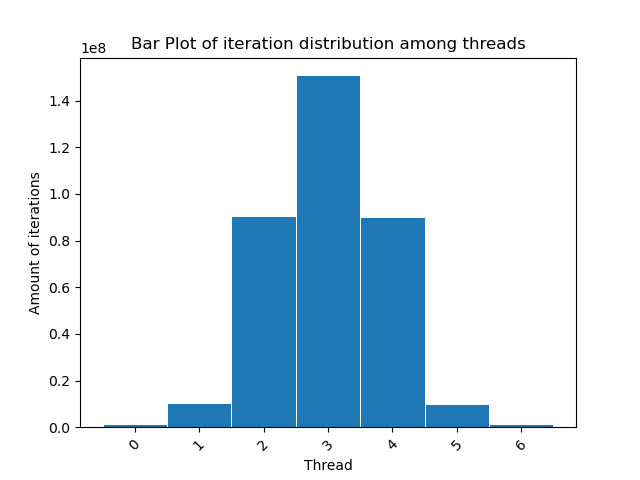 Bar Plot of iteration distribution among threads
1e8
1.4
1.2
1.0
0.8
0.6
0.4
0.2
0.0
Amount of iterations
0 1 2 3 4 5 6
Thread